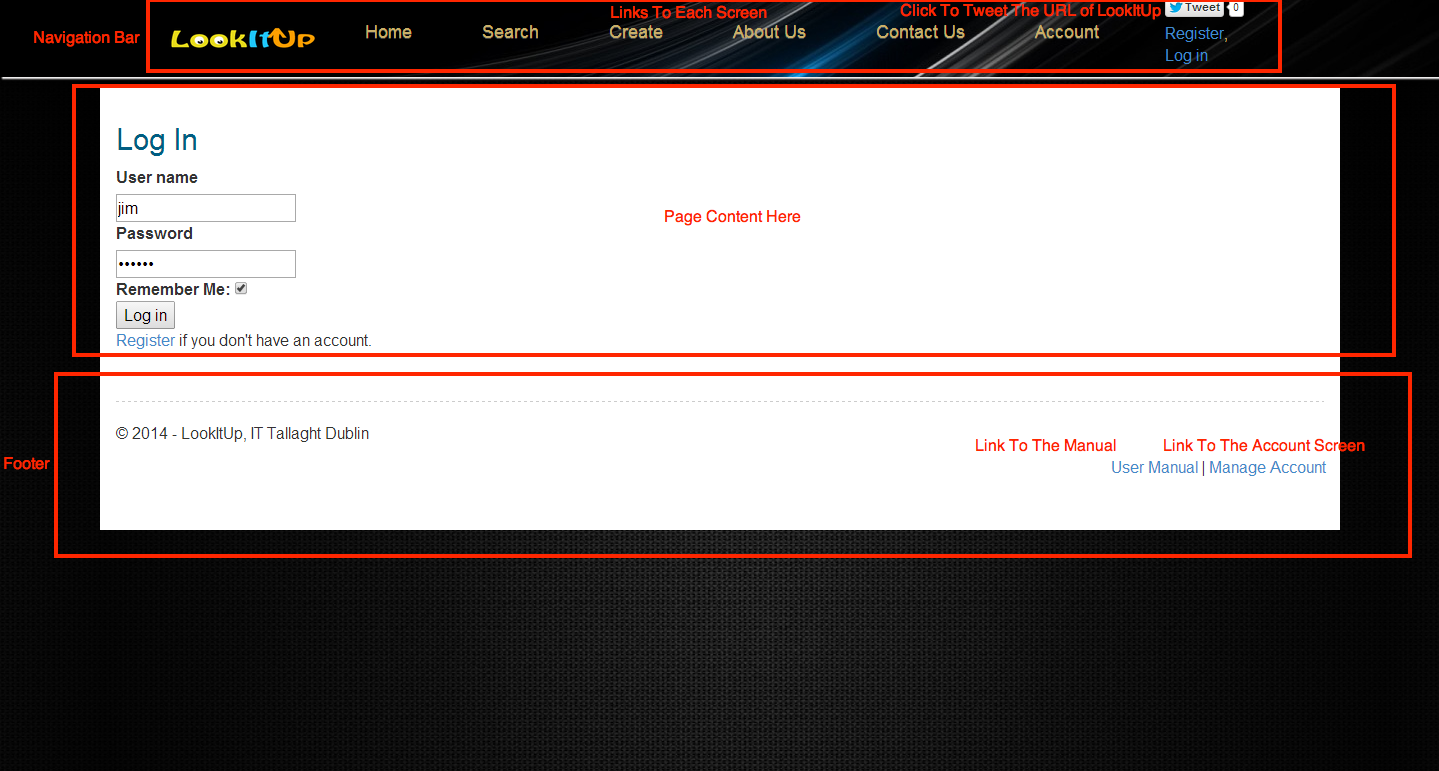 Links To Each Screen
Click To Tweet The URL of LookItUp
Tweet 0
Navigation Bar
LookItUp
Home Search Create About Us Contact Us Account
Register,
Log in
Log In
User name
jim
Page Content Here
Password
••••••
Remember Me:
Log in
Register if you don't have an account.
© 2014 - LookItUp, IT Tallaght Dublin
Link To The Manual Link To The Account Screen
Footer
User Manual | Manage Account